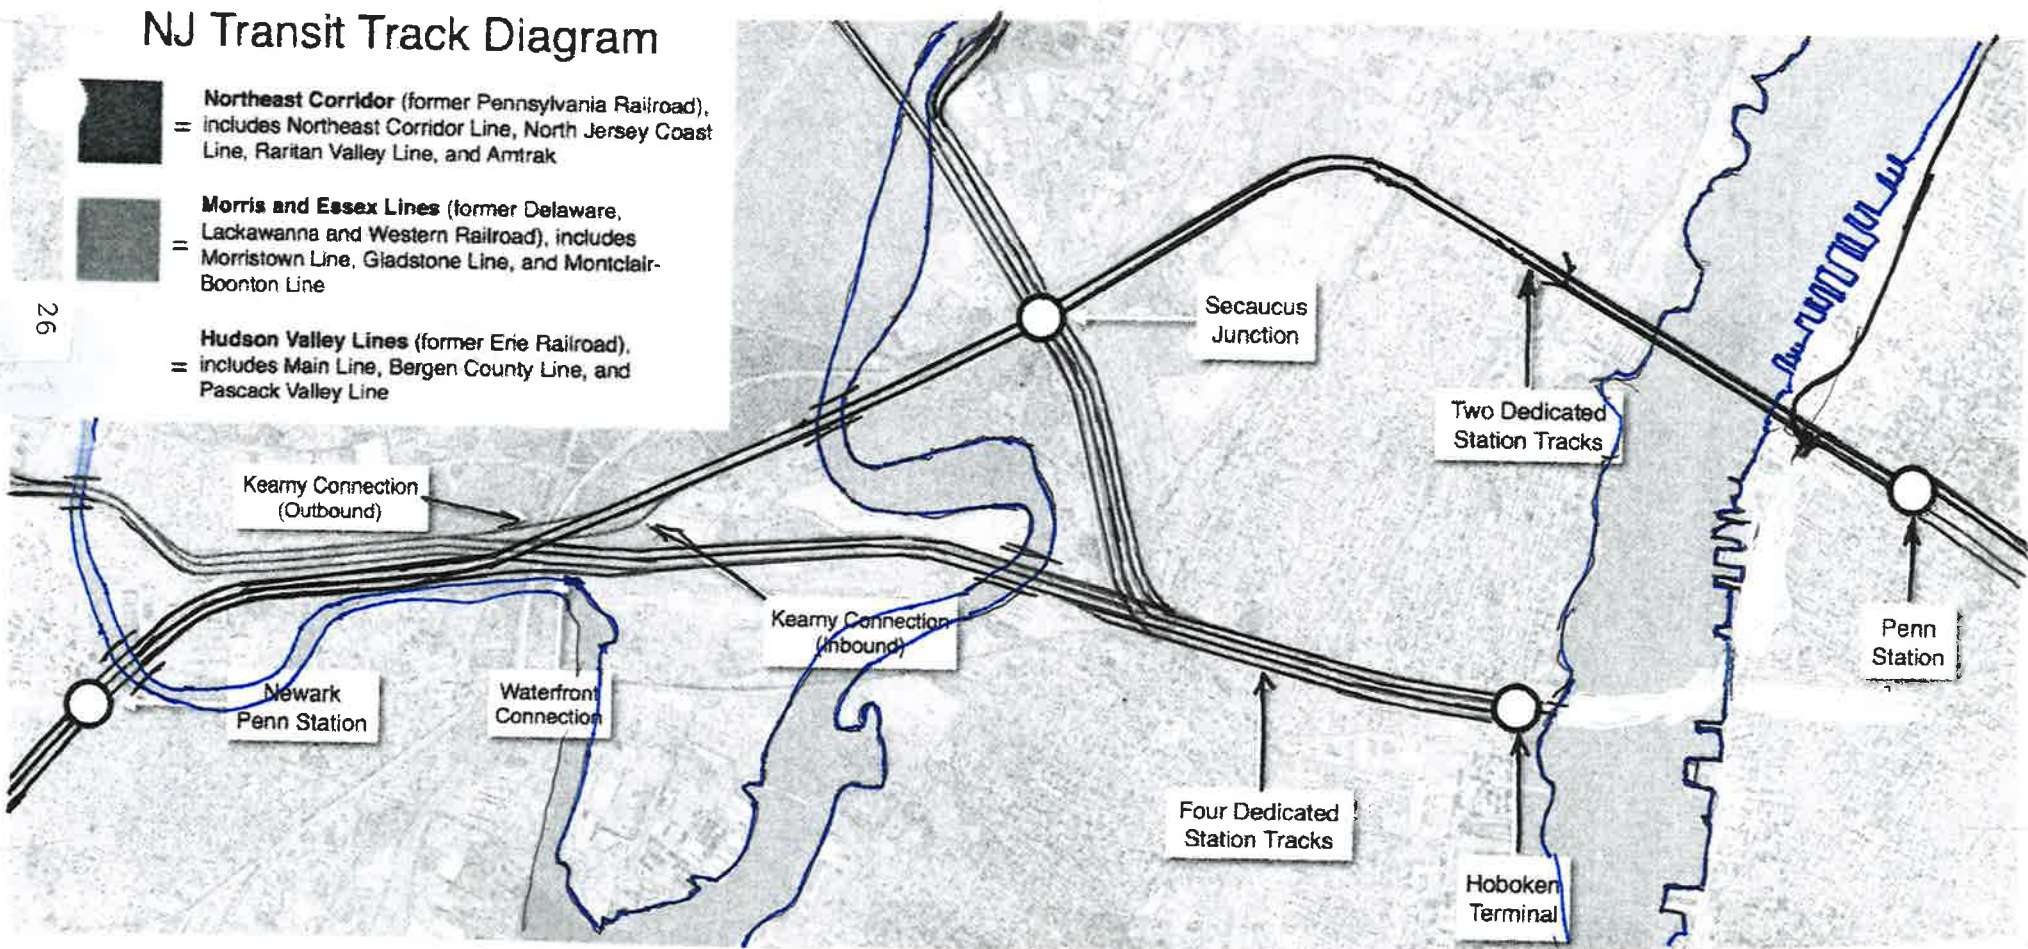 NJ Transit Track Diagram
Northeast Corridor (former Pennsylvania Railroad),
= includes Northeast Corridor Line, North Jersey Coast
Line, Raritan Valley Line, and Amtrak
Morris and Essex Lines (former Delaware,
= Lackawanna and Western Railroad), includes
Morristown Line, Gladstone Line, and Montclair-
Boonton Line
Hudson Valley Lines (former Erie Railroad),
= includes Main Line, Bergen County Line, and
Pascack Valley Line
26
Secaucus
Junction
Two Dedicated
Station Tracks
Kearny Connection
(Outbound)
Kearny Connection
(Inbound)
Newark
Penn Station
Waterfront
Connection
Penn
Station
Four Dedicated
Station Tracks
Hoboken
Terminal